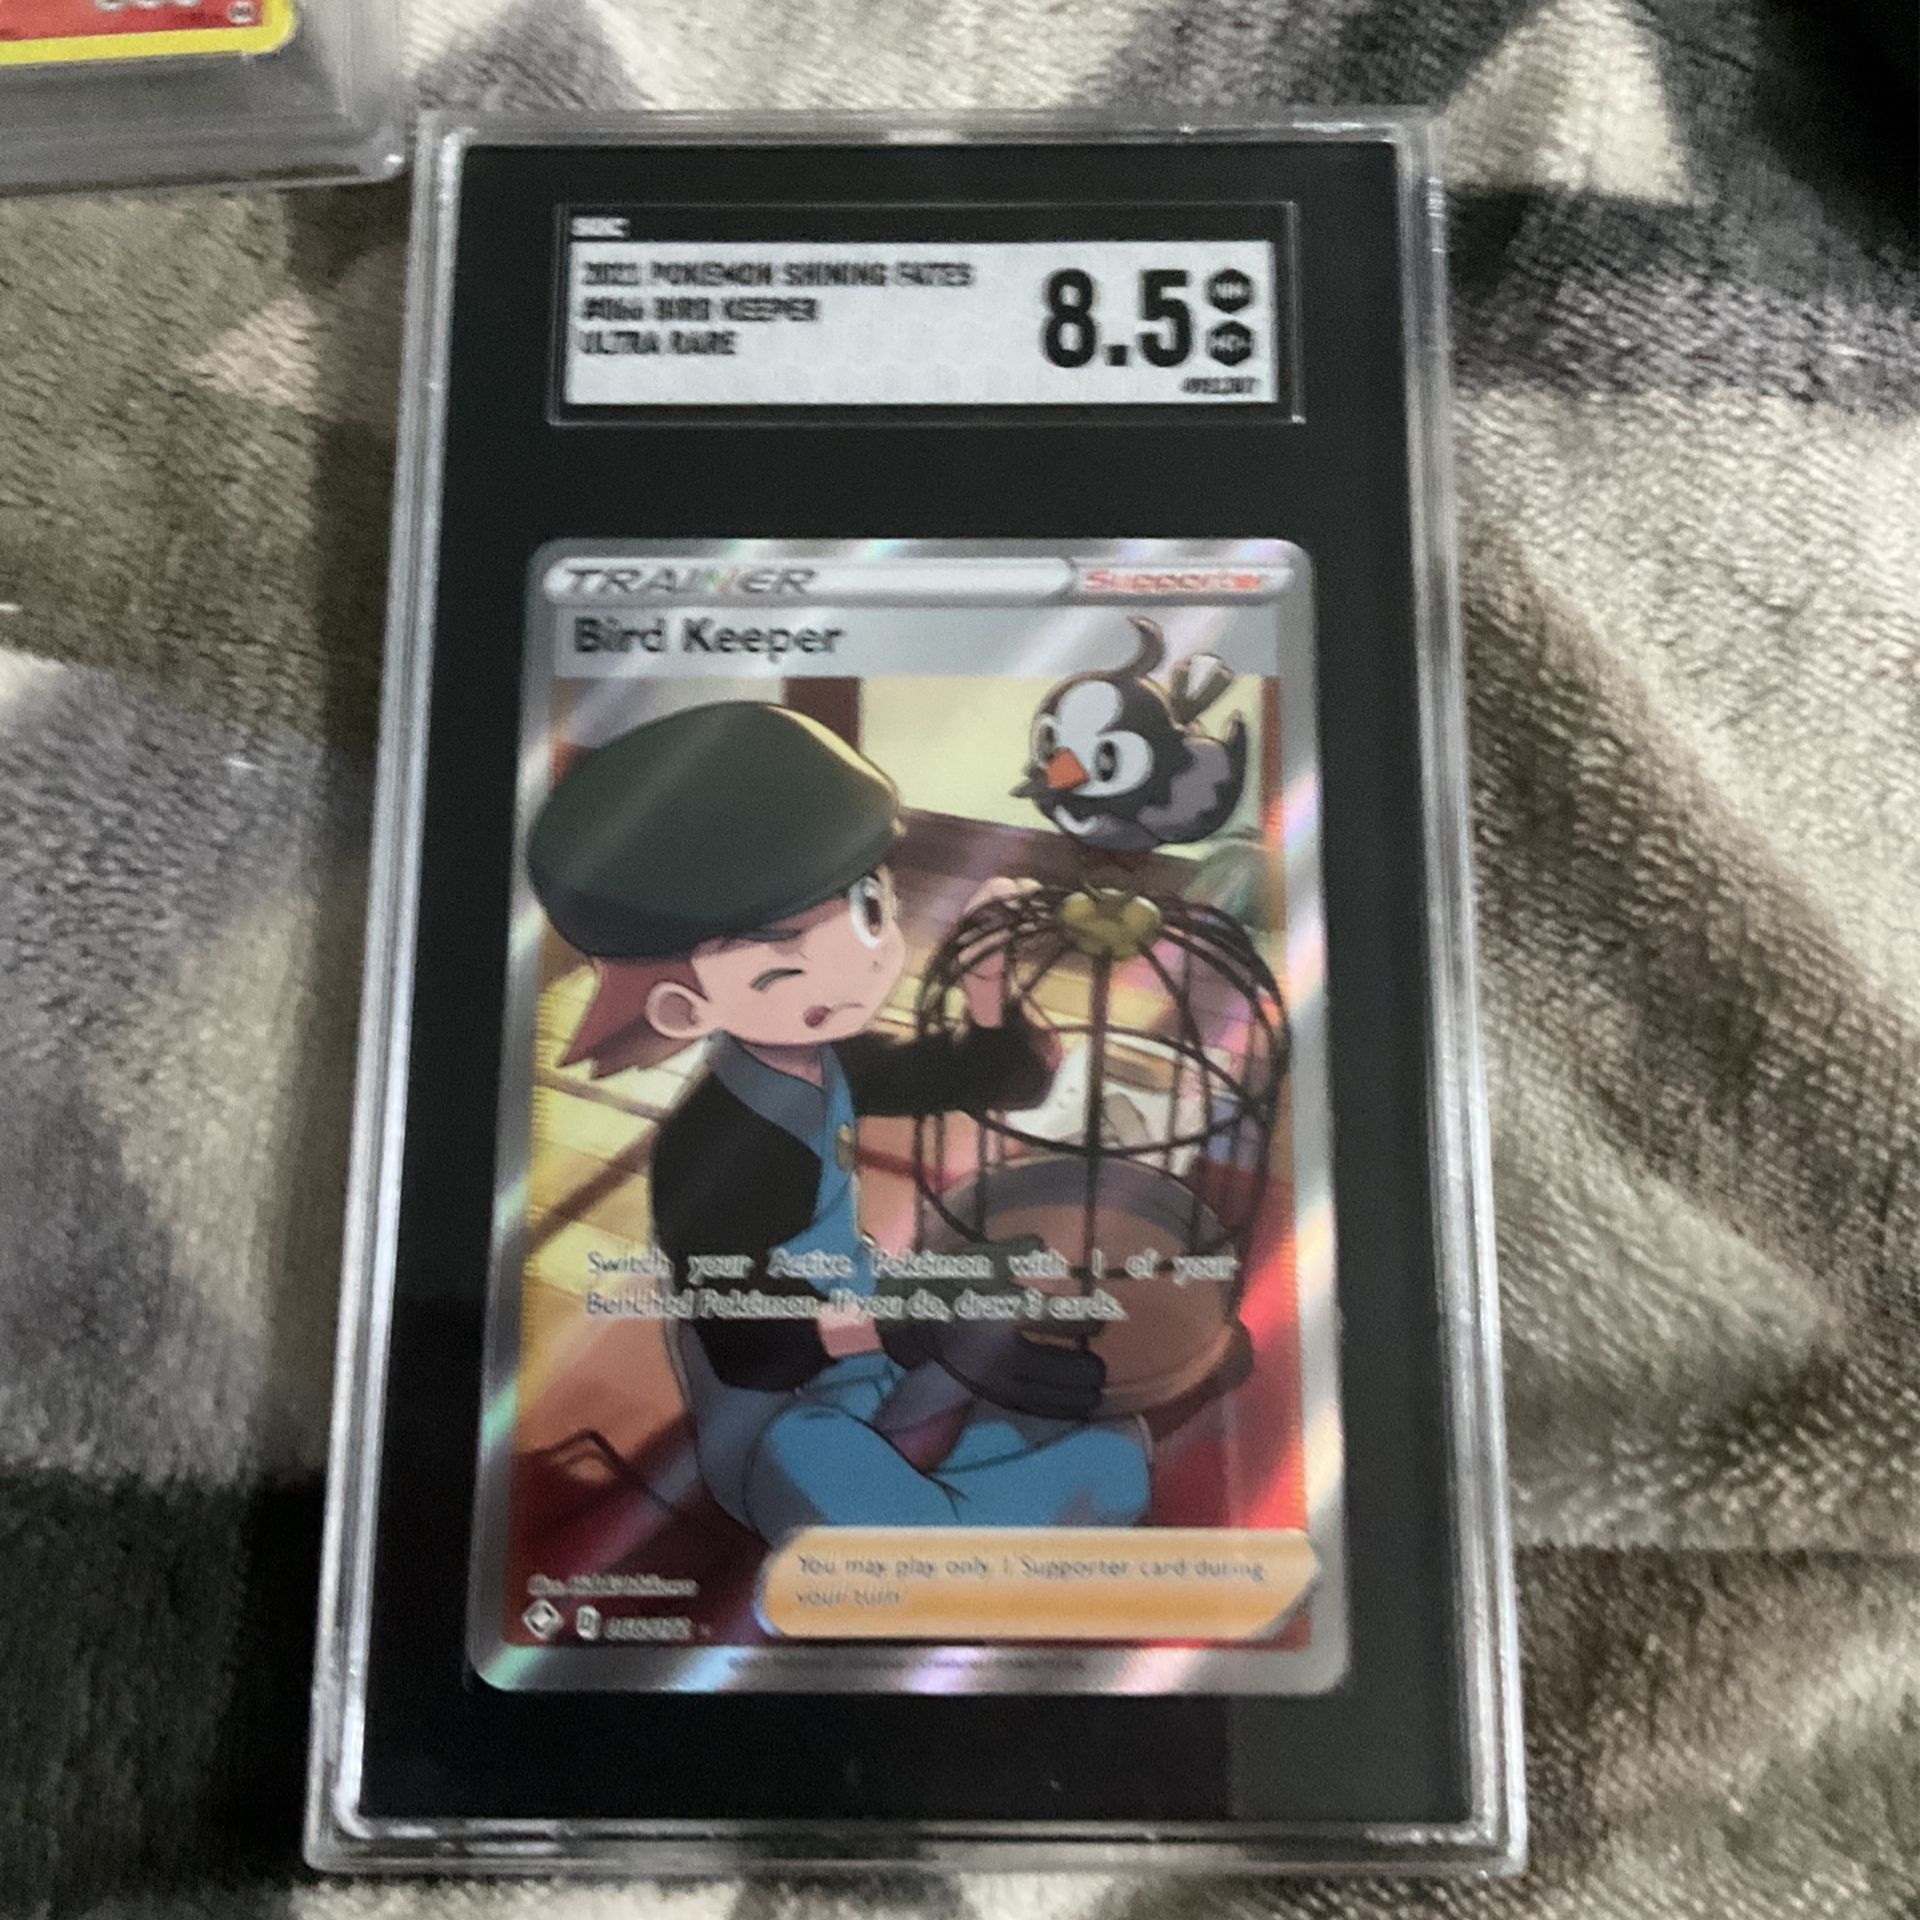 SGC
2021 POKEMON SHINING FATES
#066 BIRD KEEPER
ULTRA RARE
8.5
TRAINER
Supporter
Bird Keeper
Switch your Active Pokémon with 1 of your
Benched Pokémon. If you do, draw 3 cards.
You may play only 1 Supporter card during
your turn.